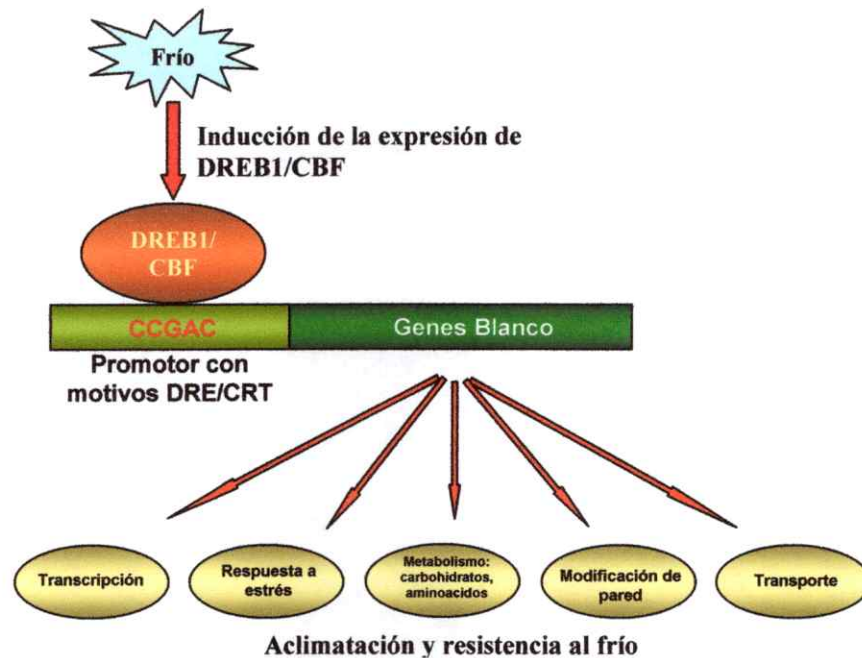 Frío
Inducción de la expresión de
DREB1/CBF
DREB1/
CBF
CCGAC
Genes Blanco
Promotor con
motivos DRE/CRT
Transcripción
Respuesta a
estrés
Metabolismo:
carbohidratos,
aminoacidos
Modificación de
pared
Transporte
Aclimatación y resistencia al frío